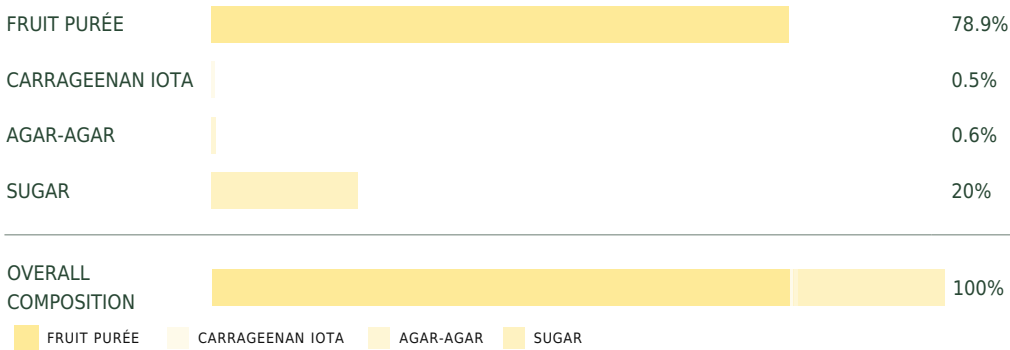 FRUIT PURÉE 78.9%
CARRAGEENAN IOTA 0.5%
AGAR-AGAR 0.6%
SUGAR 20%
OVERALL
COMPOSITION 100%
FRUIT PURÉE CARRAGEENAN IOTA AGAR-AGAR SUGAR